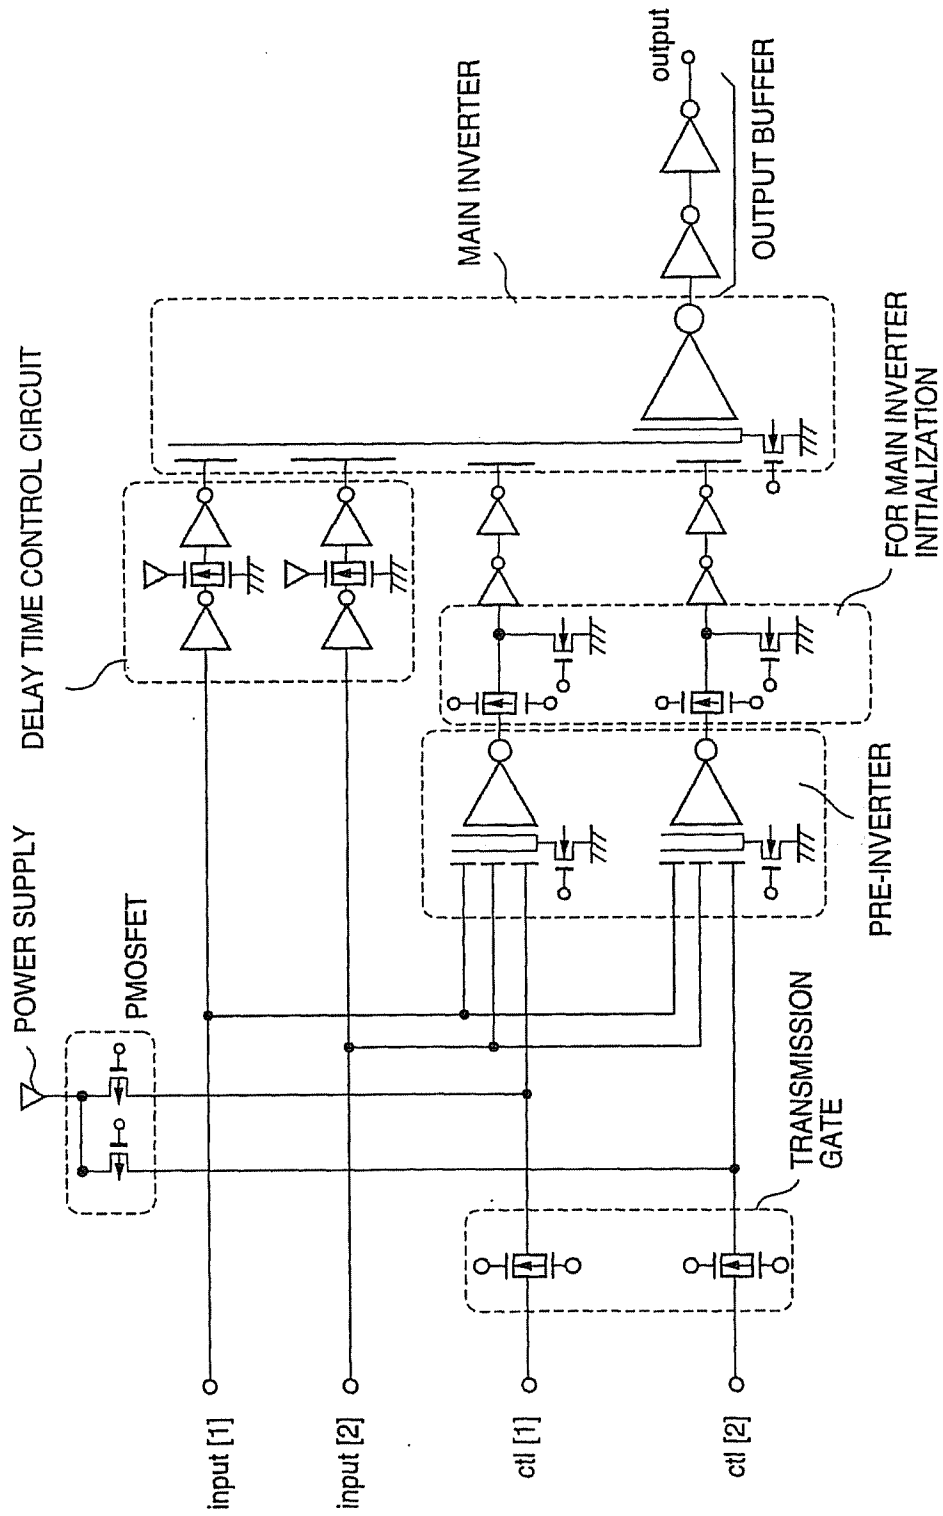 POWER SUPPLY
PMOSFET
DELAY TIME CONTROL CIRCUIT
MAIN INVERTER
output
OUTPUT BUFFER
input [1]
input [2]
ctl [1]
ctl [2]
TRANSMISSION
GATE
PRE-INVERTER
FOR MAIN INVERTER
INITIALIZATION